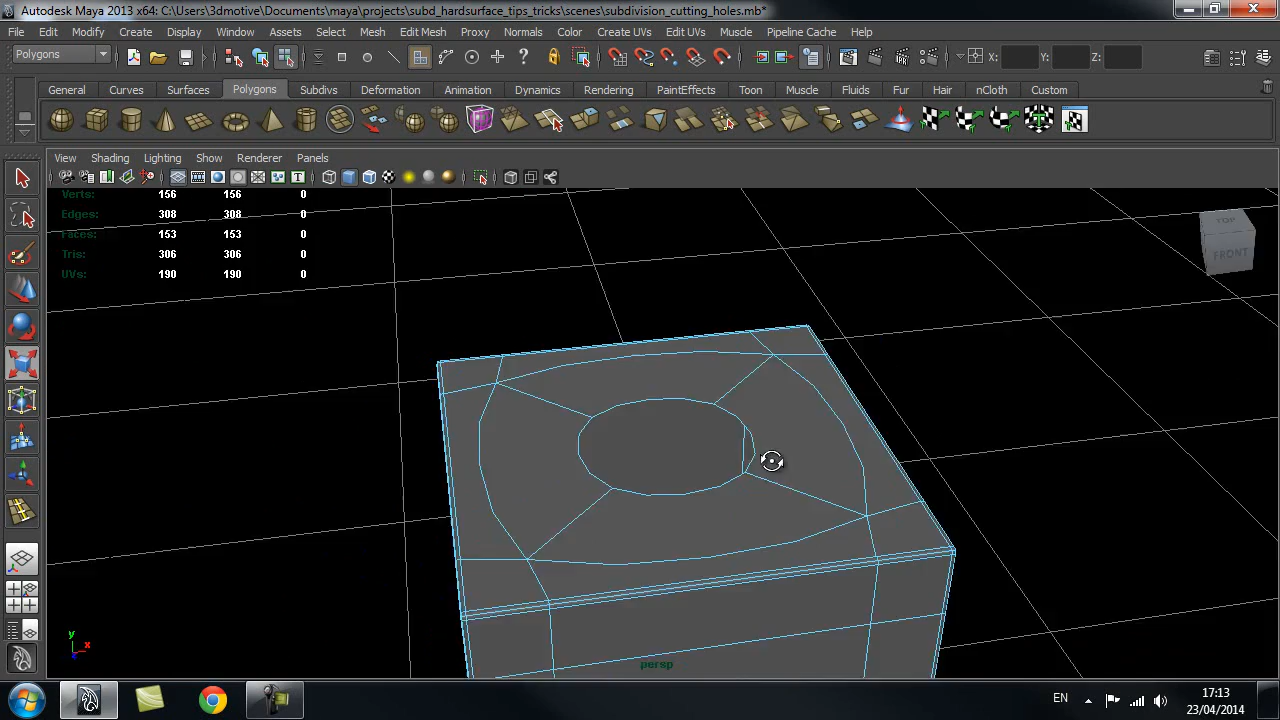 Autodesk Maya 2013 x64: C:\Users\3dmotive\Documents\maya\projects\subd_hardsurface_tips_tricks\scenes\subdivision_cutting_holes.mb*
File Edit Modify Create Display Window Assets Select Mesh Edit Mesh Proxy Normals Color Create UVs Edit UVs Muscle Pipeline Cache Help
Polygons X: Y: Z:
General Curves Surfaces Polygons Subdivs Deformation Animation Dynamics Rendering PaintEffects Toon Muscle Fluids Fur Hair nCloth Custom
View Shading Lighting Show Renderer Panels
Verts: 156 156 0
Edges: 308 308 0
Faces: 153 153 0
Tris: 306 306 0
UVs: 190 190 0
TOP
FRONT
y
x
z
persp
EN
17:13
23/04/2014